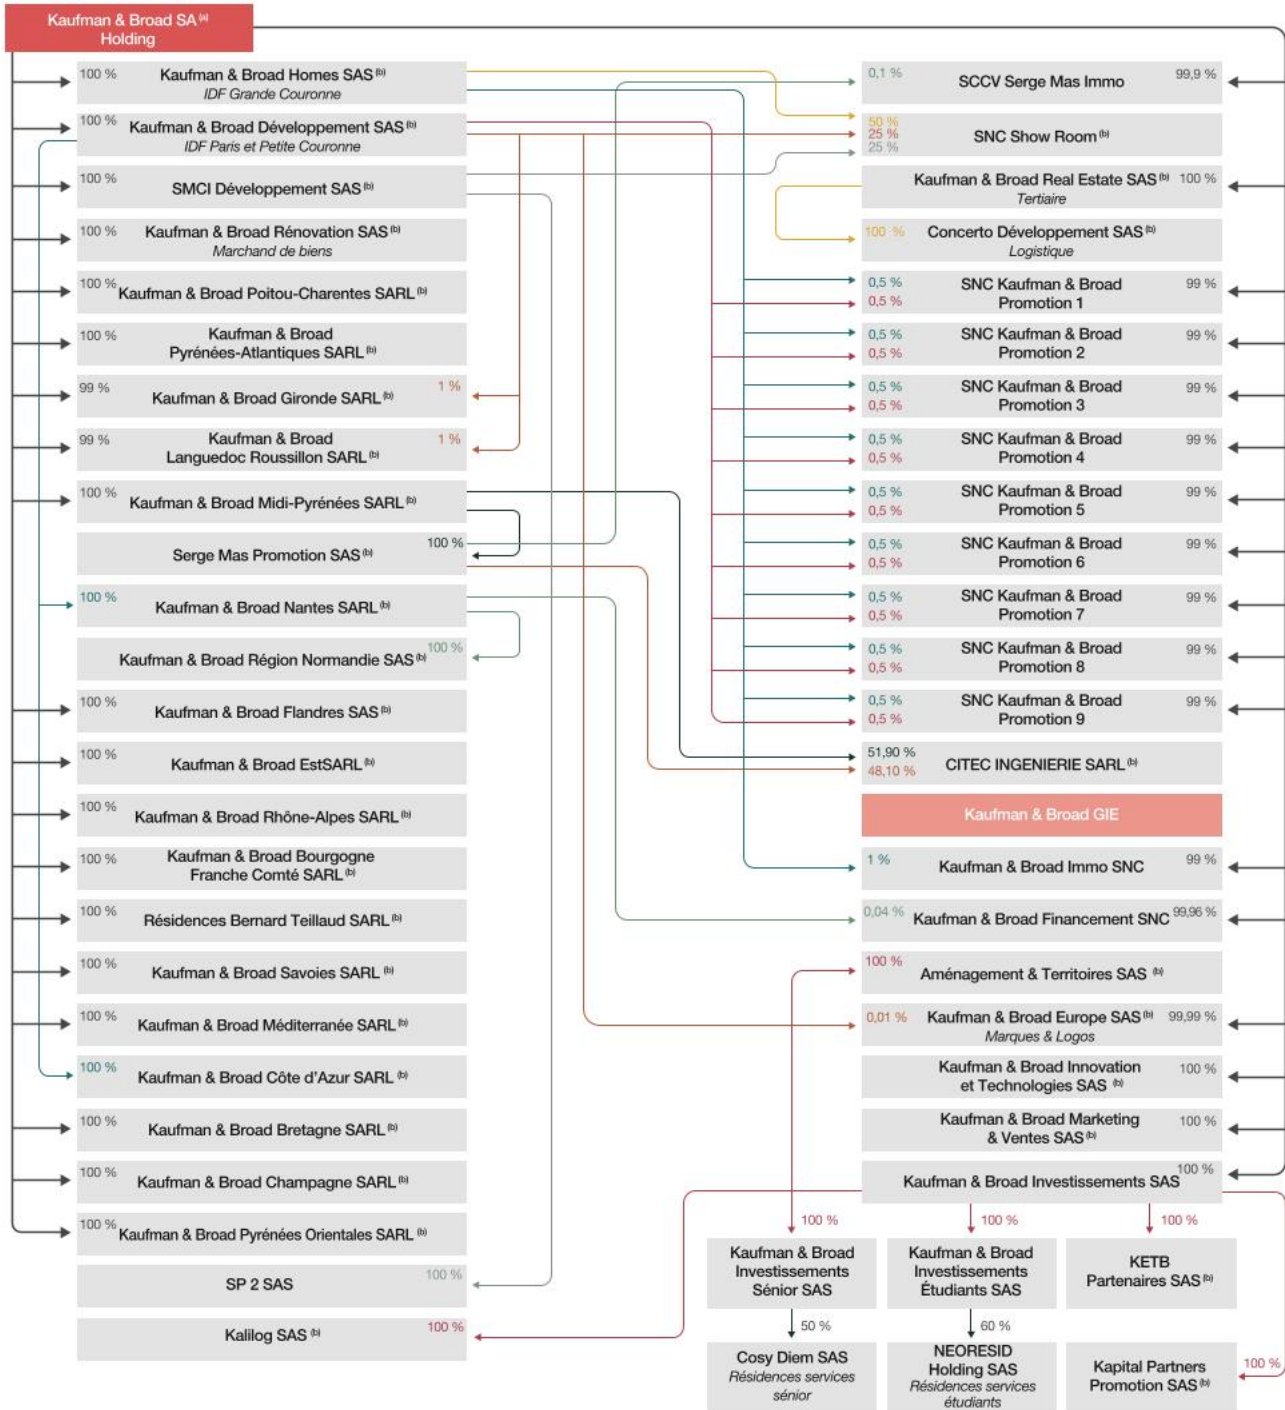 Kaufman & Broad SA (a)
Holding
100 %
Kaufman & Broad Homes SAS (b)
IDF Grande Couronne
100 %
Kaufman & Broad Développement SAS (b)
IDF Paris et Petite Couronne
100 %
SMCI Développement SAS (b)
100 %
Kaufman & Broad Rénovation SAS (b)
Marchand de biens
100 %
Kaufman & Broad Poitou-Charentes SARL (b)
100 %
Kaufman & Broad
Pyrénées-Atlantiques SARL (b)
99 %
Kaufman & Broad Gironde SARL (b)
1 %
99 %
Kaufman & Broad
Languedoc Roussillon SARL (b)
1 %
100 %
Kaufman & Broad Midi-Pyrénées SARL (b)
Serge Mas Promotion SAS (b)
100 %
100 %
Kaufman & Broad Nantes SARL (b)
Kaufman & Broad Région Normandie SAS (b)
100 %
100 %
Kaufman & Broad Flandres SAS (b)
100 %
Kaufman & Broad EstSARL (b)
100 %
Kaufman & Broad Rhône-Alpes SARL (b)
100 %
Kaufman & Broad Bourgogne
Franche Comté SARL (b)
100 %
Résidences Bernard Teillaud SARL (b)
100 %
Kaufman & Broad Savoies SARL (b)
100 %
Kaufman & Broad Méditerranée SARL (b)
100 %
Kaufman & Broad Côte d'Azur SARL (b)
100 %
Kaufman & Broad Bretagne SARL (b)
100 %
Kaufman & Broad Champagne SARL (b)
100 %
Kaufman & Broad Pyrénées Orientales SARL (b)
SP 2 SAS
100 %
Kalilog SAS (b)
100 %
0,1 %
SCCV Serge Mas Immo
99,9 %
50 %
25 %
25 %
SNC Show Room (b)
Kaufman & Broad Real Estate SAS (b)
Tertiaire
100 %
100 %
Concerto Développement SAS (b)
Logistique
0,5 %
0,5 %
SNC Kaufman & Broad
Promotion 1
99 %
0,5 %
0,5 %
SNC Kaufman & Broad
Promotion 2
99 %
0,5 %
0,5 %
SNC Kaufman & Broad
Promotion 3
99 %
0,5 %
0,5 %
SNC Kaufman & Broad
Promotion 4
99 %
0,5 %
0,5 %
SNC Kaufman & Broad
Promotion 5
99 %
0,5 %
0,5 %
SNC Kaufman & Broad
Promotion 6
99 %
0,5 %
0,5 %
SNC Kaufman & Broad
Promotion 7
99 %
0,5 %
0,5 %
SNC Kaufman & Broad
Promotion 8
99 %
0,5 %
0,5 %
SNC Kaufman & Broad
Promotion 9
99 %
51,90 %
48,10 %
CITEC INGENIERIE SARL (b)
Kaufman & Broad GIE
1 %
Kaufman & Broad Immo SNC
99 %
0,04 %
Kaufman & Broad Financement SNC
99,96 %
100 %
Aménagement & Territoires SAS (b)
0,01 %
Kaufman & Broad Europe SAS (b)
Marques & Logos
99,99 %
Kaufman & Broad Innovation
et Technologies SAS (b)
100 %
Kaufman & Broad Marketing
& Ventes SAS (b)
100 %
Kaufman & Broad Investissements SAS
100 %
100 %
100 %
100 %
Kaufman & Broad
Investissements
Sénior SAS
Kaufman & Broad
Investissements
Étudiants SAS
KETB
Partenaires SAS (b)
50 %
60 %
Cosy Diem SAS
Résidences services
sénior
NEORESID
Holding SAS
Résidences services
étudiants
Kapital Partners
Promotion SAS (b)
100 %